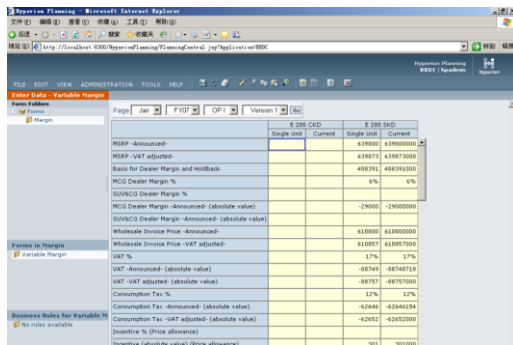 Hyperion Planning - Microsoft Internet Explorer
文件(F) 编辑(E) 查看(V) 收藏(A) 工具(T) 帮助(H)
后退 搜索 收藏夹
地址(D) http://localhost:8300/HyperionPlanning/PlanningCentral.jsp?Application=BBDC 转到 链接
Hyperion Planning
BBDC | hpadmin
Hyperion
FILE EDIT VIEW ADMINISTRATION TOOLS HELP
Enter Data - Variable Margin
Form Folders
Forms
Margin
Page Jan FY07 OP I Version 1 Go
E 280 CKD E 280 SKD
Single Unit Current Single Unit Current
MSRP -Announced- 639800 639800000
MSRP -VAT adjusted- 639873 639873000
Basis for Dealer Margin and Holdback 488391 488391000
MCG Dealer Margin % 6% 6%
SUV&CG Dealer Margin %
MCG Dealer Margin -Announced- (absolute value) -29000 -29000000
SUV&CG Dealer Margin -Announced- (absolute value)
Wholesale Invoice Price -Announced- 610800 610800000
Wholesale Invoice Price -VAT adjusted- 610857 610857000
VAT % 17% 17%
VAT -Announced- (absolute value) -88749 -88748718
VAT -VAT adjusted- (absolute value) -88757 -88757000
Consumption Tax % 12% 12%
Consumption Tax -Announced- (absolute value) -62646 -62646154
Consumption Tax -VAT adjusted- (absolute value) -62652 -62652000
Incentive % (Price allowance)
Incentive (absolute value) (Price allowance) 501 501000
Forms in Margin
Variable Margin
Business Rules for Variable M
No rules available